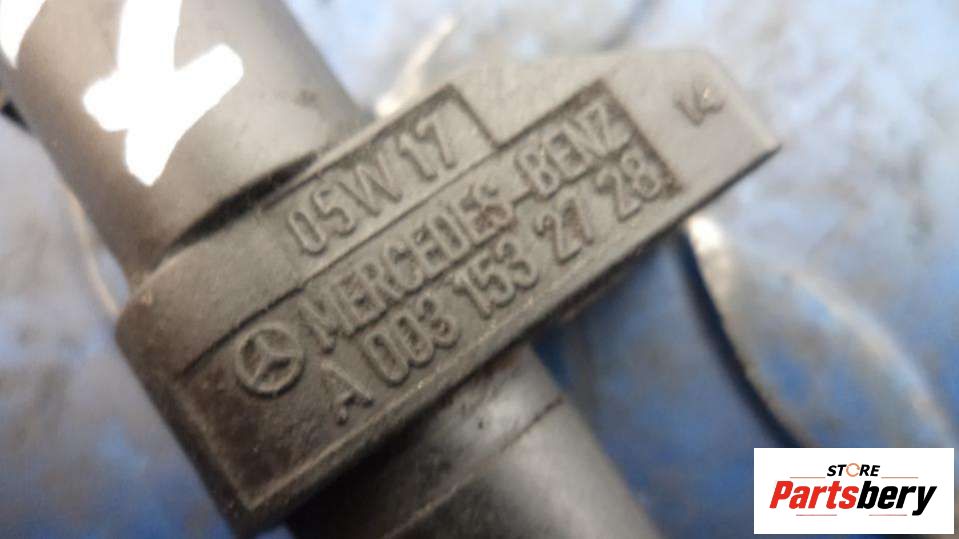 05W17
MERCEDES-BENZ
A 003 153 27 28
14
STORE
Partsbery